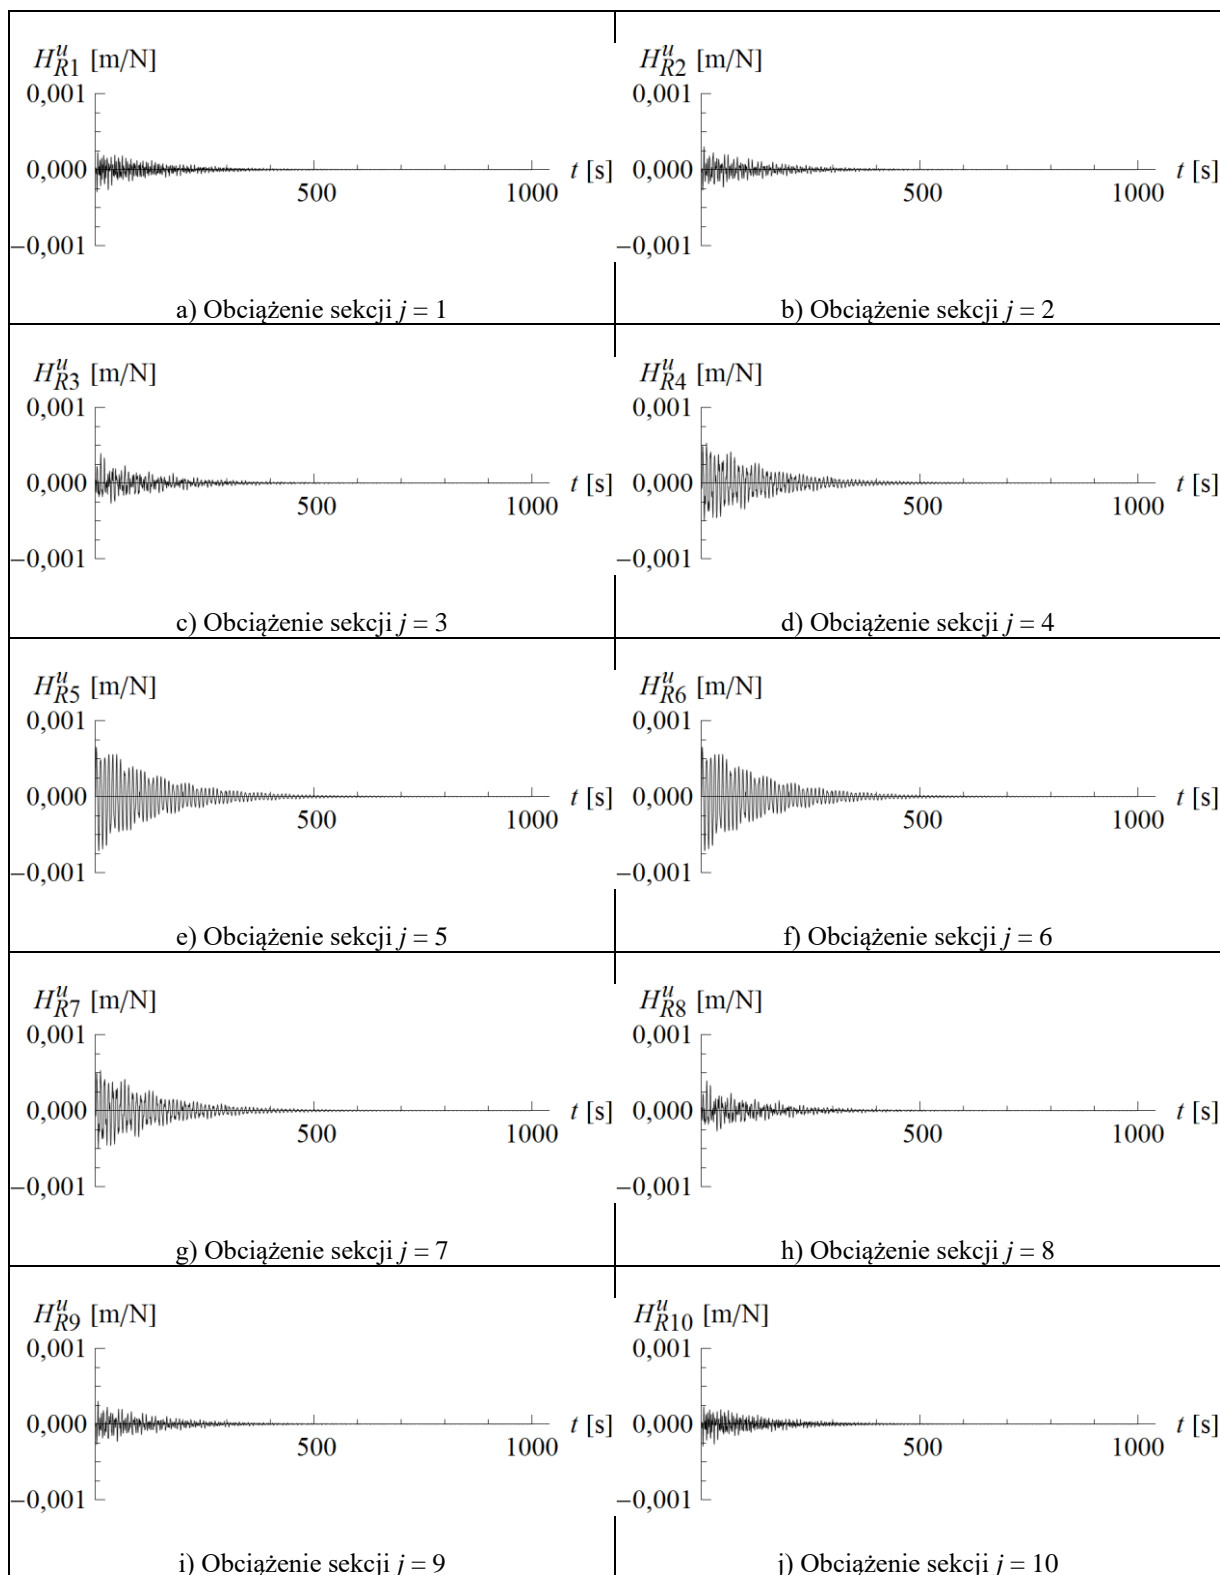 H^u_R1 [m/N]
0,001
0,000
−0,001
500
1000
t [s]
a) Obciążenie sekcji j = 1
H^u_R2 [m/N]
0,001
0,000
−0,001
500
1000
t [s]
b) Obciążenie sekcji j = 2
H^u_R3 [m/N]
0,001
0,000
−0,001
500
1000
t [s]
c) Obciążenie sekcji j = 3
H^u_R4 [m/N]
0,001
0,000
−0,001
500
1000
t [s]
d) Obciążenie sekcji j = 4
H^u_R5 [m/N]
0,001
0,000
−0,001
500
1000
t [s]
e) Obciążenie sekcji j = 5
H^u_R6 [m/N]
0,001
0,000
−0,001
500
1000
t [s]
f) Obciążenie sekcji j = 6
H^u_R7 [m/N]
0,001
0,000
−0,001
500
1000
t [s]
g) Obciążenie sekcji j = 7
H^u_R8 [m/N]
0,001
0,000
−0,001
500
1000
t [s]
h) Obciążenie sekcji j = 8
H^u_R9 [m/N]
0,001
0,000
−0,001
500
1000
t [s]
i) Obciążenie sekcji j = 9
H^u_R10 [m/N]
0,001
0,000
−0,001
500
1000
t [s]
j) Obciążenie sekcji j = 10